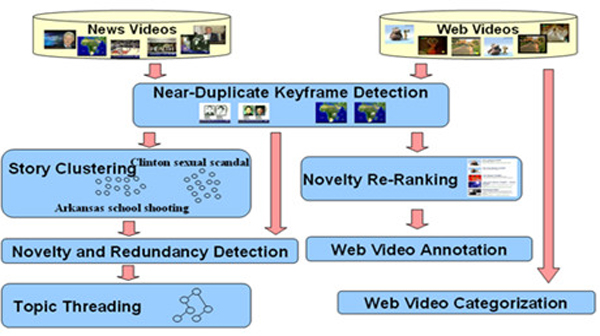 News Videos
Web Videos
Near-Duplicate Keyframe Detection
Clinton sexual scandal
Story Clustering
Arkansas school shooting
Novelty Re-Ranking
Novelty and Redundancy Detection
Web Video Annotation
Topic Threading
Web Video Categorization